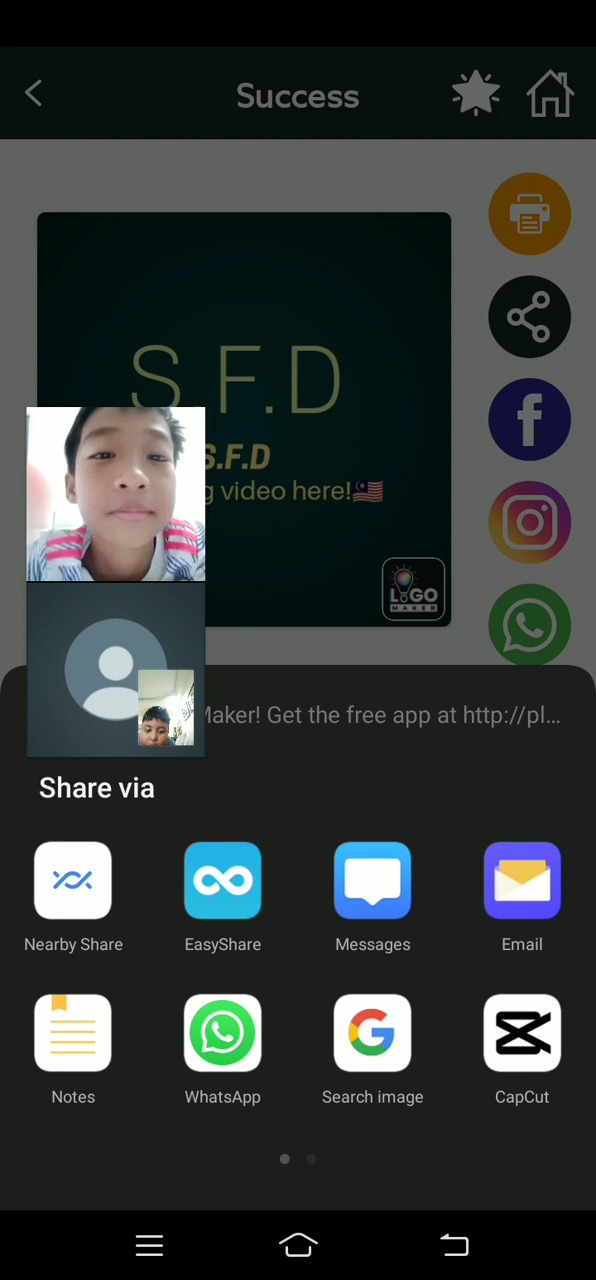 Success
S.F.D
S.F.D
g video here!🇲🇾
LOGO
MAKER
Maker! Get the free app at http://pl...
Share via
Nearby Share
EasyShare
Messages
Email
Notes
WhatsApp
Search image
CapCut